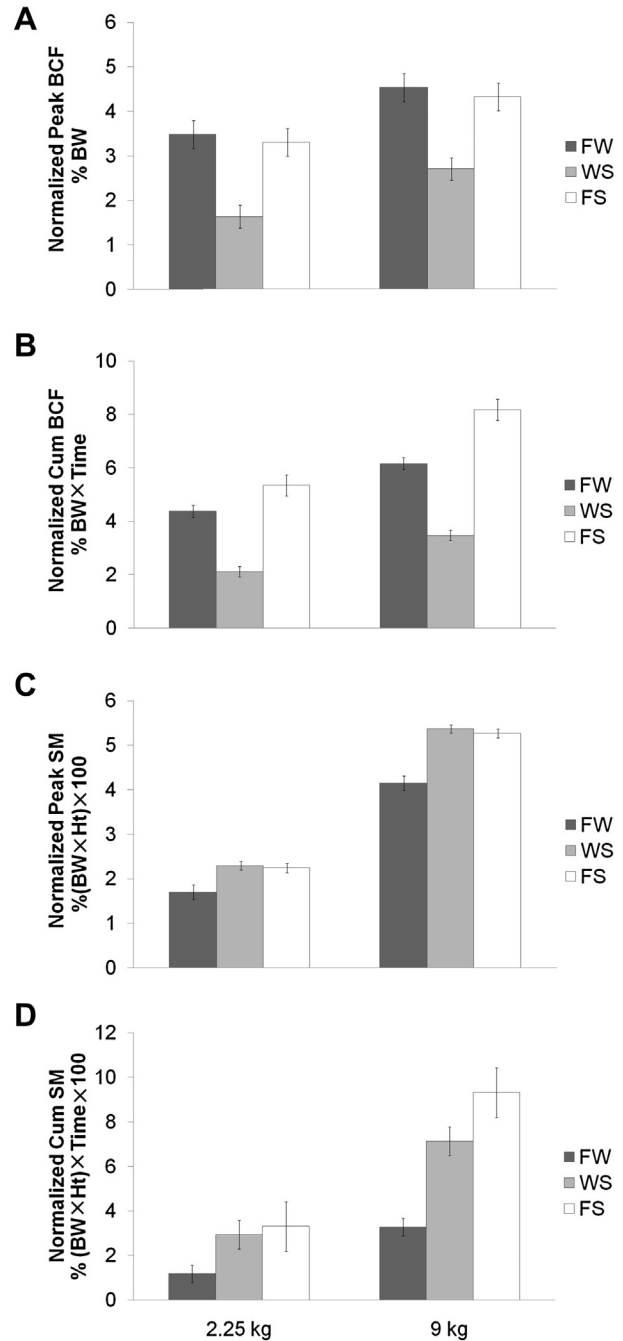 A
Normalized Peak BCF
% BW
6
5
4
3
2
1
0
FW
WS
FS
B
Normalized Cum BCF
% BW×Time
10
8
6
4
2
0
FW
WS
FS
C
Normalized Peak SM
%(BW×Ht)×100
6
5
4
3
2
1
0
FW
WS
FS
D
Normalized Cum SM
% (BW×Ht)×Time×100
12
10
8
6
4
2
0
FW
WS
FS
2.25 kg
9 kg